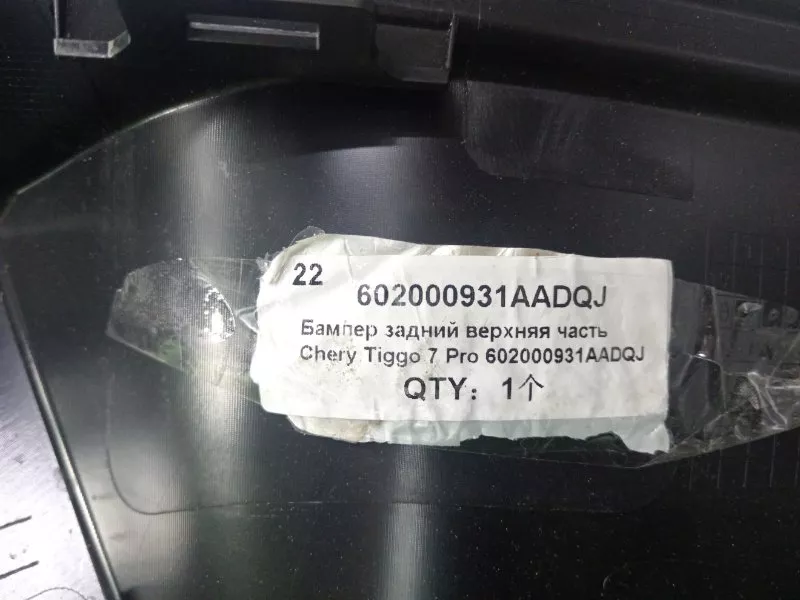 22
602000931AADQJ
Бампер задний верхняя часть
Chery Tiggo 7 Pro 602000931AADQJ
QTY: 1个